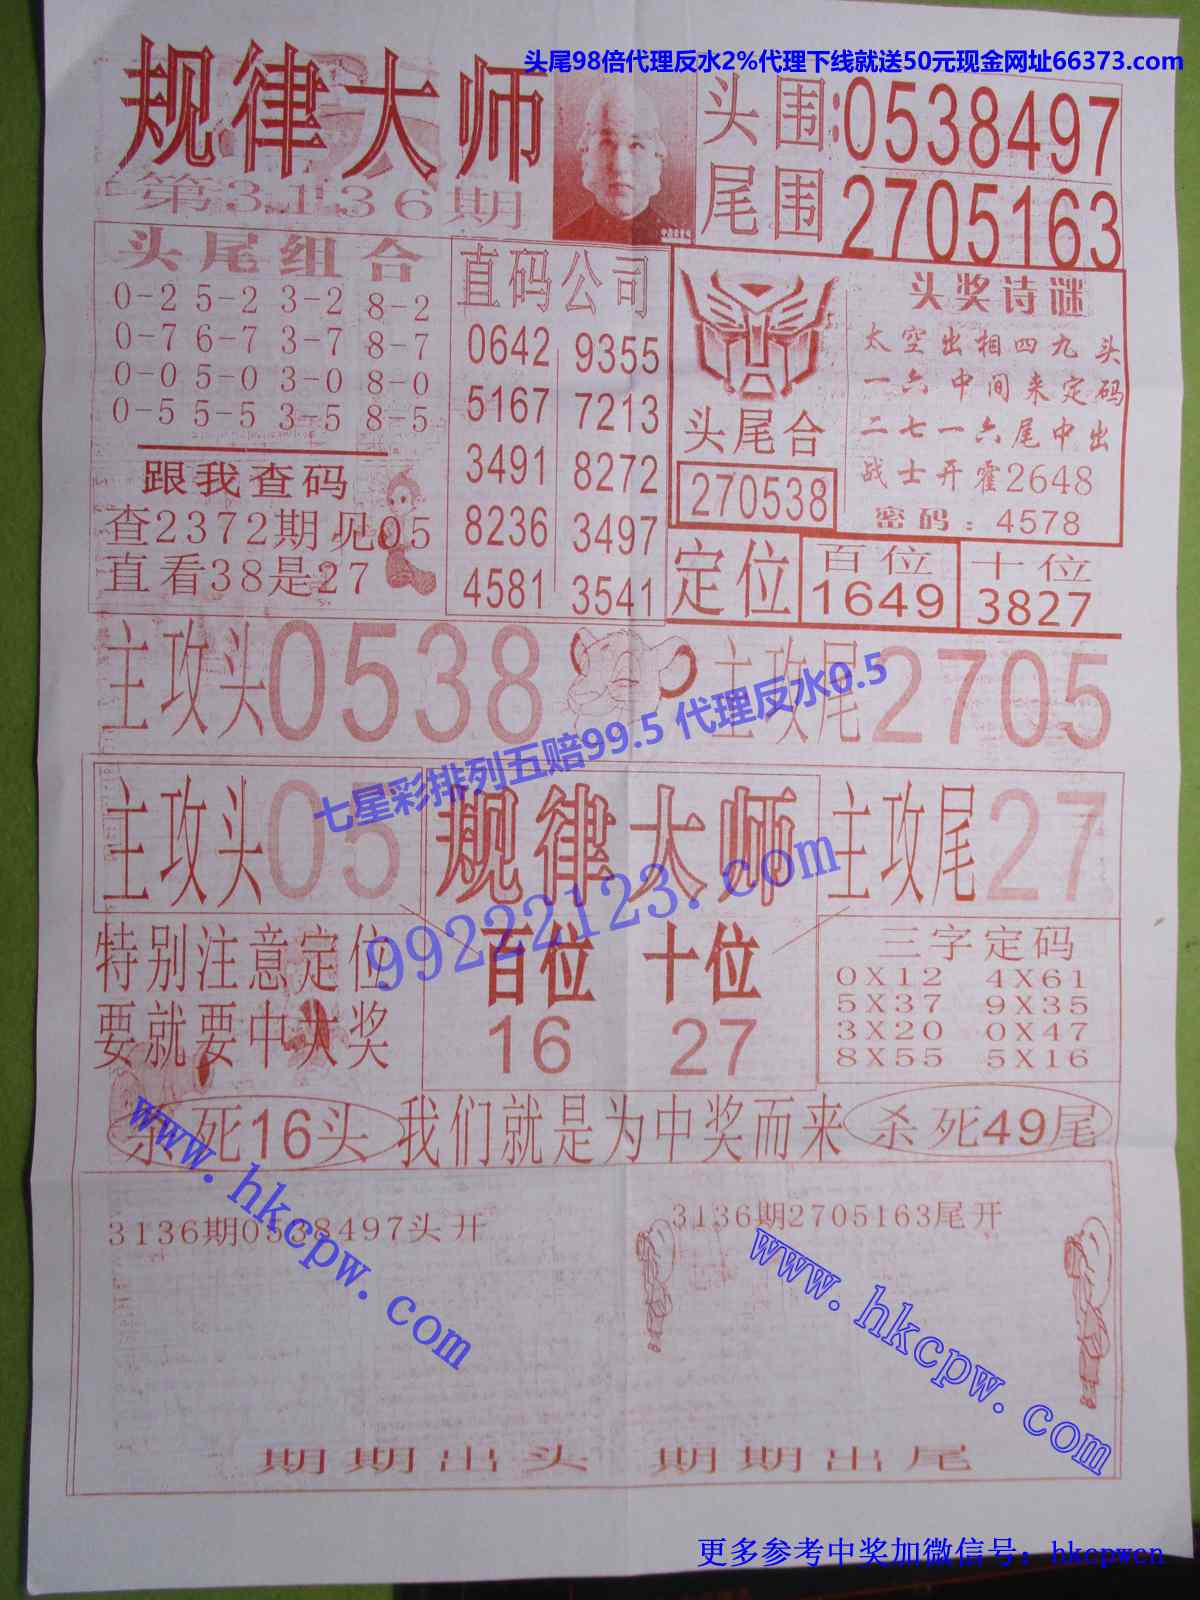 头尾98倍代理反水2%代理下线就送50元现金网址66373.com
规律大师
第3136期
头围:0538497
尾围 2705163
头尾组合
0-2 5-2 3-2 8-2
0-7 6-7 3-7 8-7
0-0 5-0 3-0 8-0
0-5 5-5 3-5 8-5
跟我查码
查2372期见05
直看38是27
直码公司
0642 9355
5167 7213
3491 8272
8236 3497
4581 3541
头尾合
270538
头奖诗谜
太空出相四九头
一六中间来定码
二七一六尾中出
战士开霍2648
密码:4578
定位
百位
1649
十位
3827
主攻头0538
主攻尾2705
七星彩排列五赔99.5 代理反水0.5
主攻头05
规律大师
主攻尾27
99222123.com
特别注意定位
要就要中大奖
百位 十位
16 27
三字定码
0X12 4X61
5X37 9X35
3X20 0X47
8X55 5X16
杀死16头
我们就是为中奖而来
杀死49尾
www.hkcpw.com
3136期0538497头开
3136期2705163尾开
www.hkcpw.com
期期出头 期期出尾
更多参考中奖加微信号：hkcpwcn